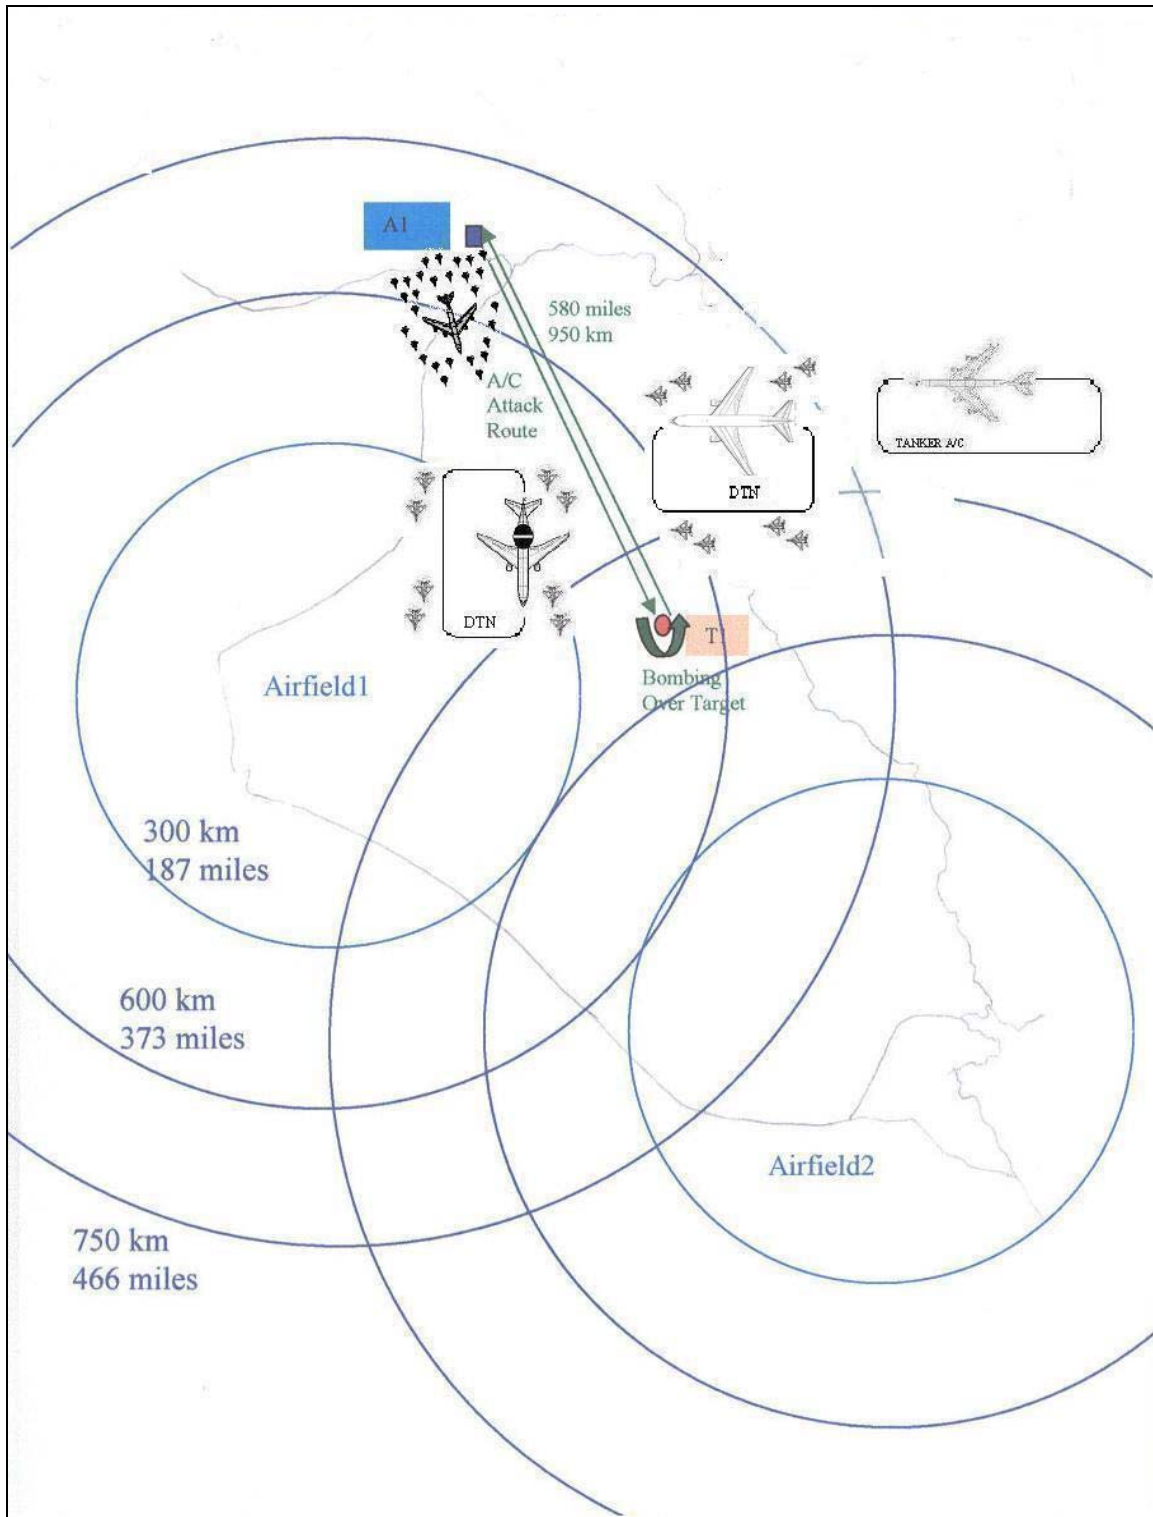 A1
580 miles
950 km
A/C
Attack
Route
TANKER A/C
DTN
DTN
T1
Bombing
Over Target
Airfield1
300 km
187 miles
600 km
373 miles
Airfield2
750 km
466 miles